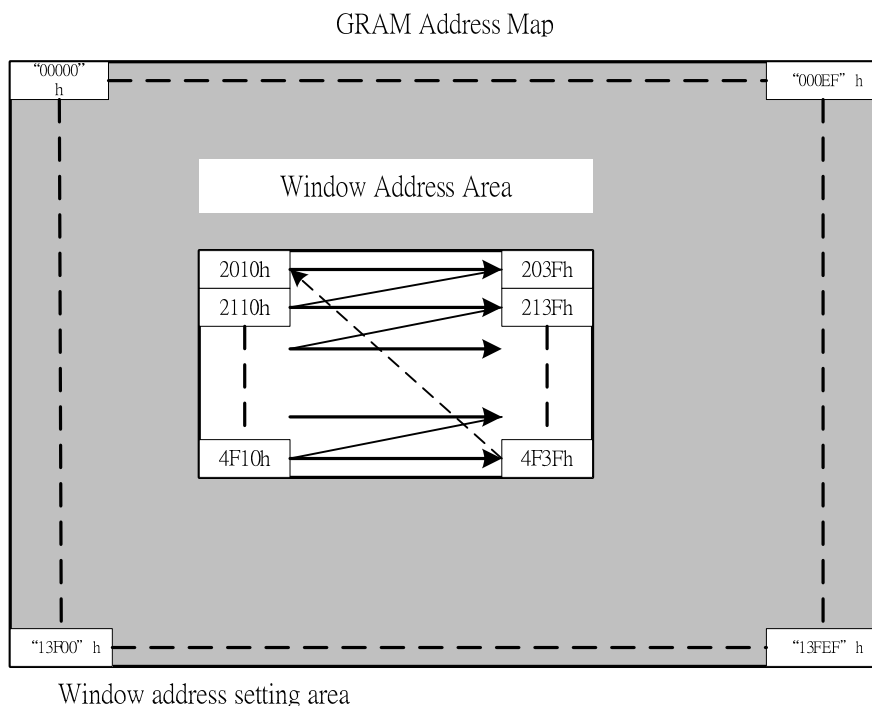 GRAM Address Map
“00000”
h
“000EF” h
Window Address Area
2010h
203Fh
2110h
213Fh
4F10h
4F3Fh
“13F00” h
“13FEF” h
Window address setting area